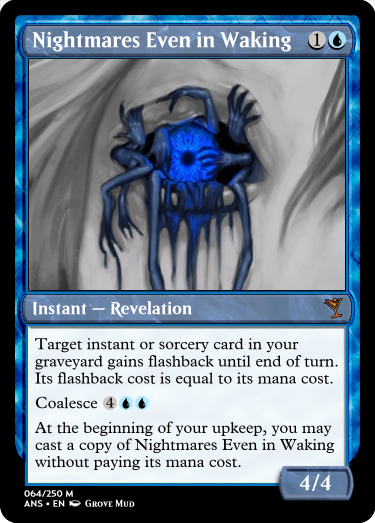 Nightmares Even in Waking 1
Instant — Revelation
Target instant or sorcery card in your
graveyard gains flashback until end of turn.
Its flashback cost is equal to its mana cost.
Coalesce 4
At the beginning of your upkeep, you may
cast a copy of Nightmares Even in Waking
without paying its mana cost.
4/4
064/250 M
ANS • EN Grove Mud